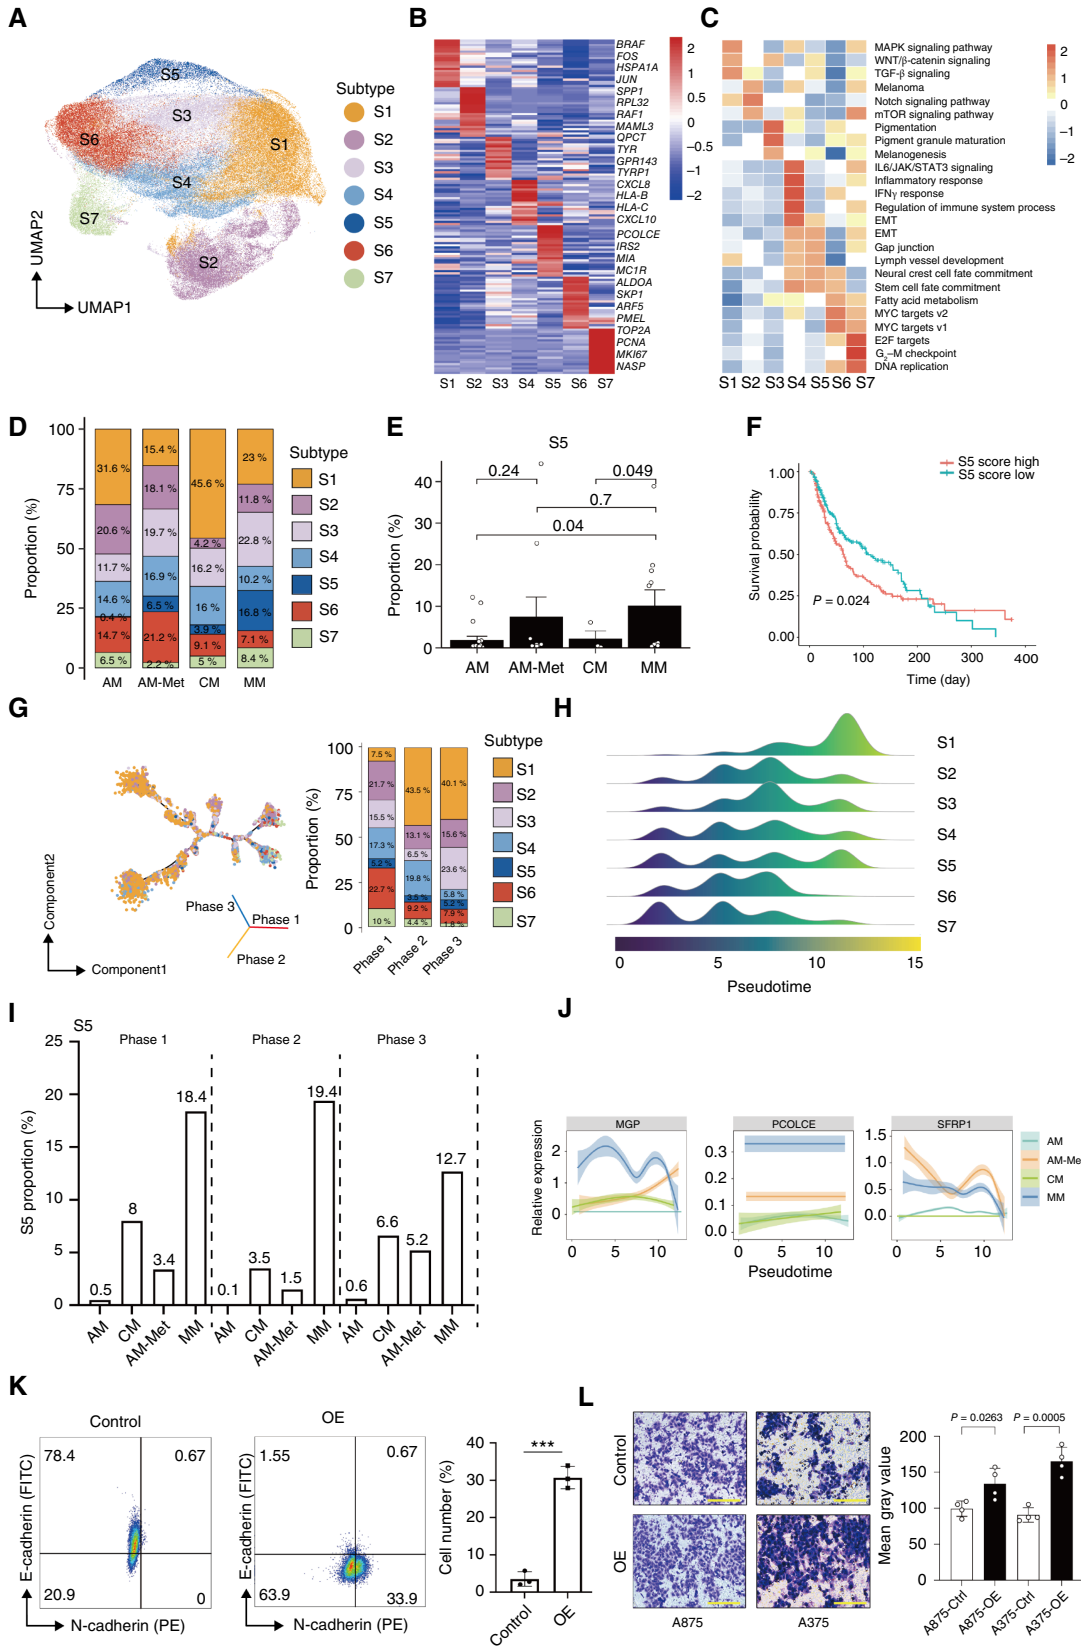 A
S5
S3
S6
S1
S4
S7
S2
UMAP2
UMAP1
Subtype
S1
S2
S3
S4
S5
S6
S7
B
BRAF
FOS
HSPA1A
JUN
SPP1
RPL32
RAF1
MAML3
QPCT
TYR
GPR143
TYRP1
CXCL8
HLA-B
HLA-C
CXCL10
PCOLCE
IRS2
MIA
MC1R
ALDOA
SKP1
ARF5
PMEL
TOP2A
PCNA
MKI67
NASP
S1 S2 S3 S4 S5 S6 S7
2
1
0
–1
–2
0.5
–0.5
C
MAPK signaling pathway
WNT/β-catenin signaling
TGF-β signaling
Melanoma
Notch signaling pathway
mTOR signaling pathway
Pigmentation
Pigment granule maturation
Melanogenesis
IL6/JAK/STAT3 signaling
Inflammatory response
IFNγ response
Regulation of immune system process
EMT
EMT
Gap junction
Lymph vessel development
Neural crest cell fate commitment
Stem cell fate commitment
Fatty acid metabolism
MYC targets v2
MYC targets v1
E2F targets
G2–M checkpoint
DNA replication
S1 S2 S3 S4 S5 S6 S7
2
1
0
–1
–2
D
Proportion (%)
100
75
50
25
0
31.6 %
20.6 %
11.7 %
14.6 %
0.4 %
14.7 %
6.5 %
15.4 %
18.1 %
19.7 %
16.9 %
6.5 %
21.2 %
2.2 %
45.6 %
4.2 %
16.2 %
16 %
3.9 %
9.1 %
5 %
23 %
11.8 %
22.8 %
10.2 %
16.8 %
7.1 %
8.4 %
AM AM-Met CM MM
Subtype
S1
S2
S3
S4
S5
S6
S7
E
S5
Proportion (%)
40
30
20
10
0
0.24
0.049
0.7
0.04
AM AM-Met CM MM
F
S5 score high
S5 score low
Survival probability
1.00
0.75
0.50
0.25
0.00
P = 0.024
0 100 200 300 400
Time (day)
G
Component2
Component1
Phase 3
Phase 1
Phase 2
Proportion (%)
100
75
50
25
0
7.5 %
21.7 %
15.5 %
17.3 %
5.2 %
22.7 %
10 %
43.5 %
13.1 %
6.5 %
19.8 %
3.5 %
9.2 %
4.4 %
40.1 %
15.6 %
23.6 %
5.8 %
5.2 %
7.9 %
1.8 %
Phase 1
Phase 2
Phase 3
Subtype
S1
S2
S3
S4
S5
S6
S7
H
S1
S2
S3
S4
S5
S6
S7
0 5 10 15
Pseudotime
I
S5
Phase 1 Phase 2 Phase 3
S5 proportion (%)
25
20
15
10
5
0
0.5
8
3.4
18.4
0.1
3.5
1.5
19.4
0.6
6.6
5.2
12.7
AM CM AM-Met MM AM CM AM-Met MM AM CM AM-Met MM
J
MGP PCOLCE SFRP1
Relative expression
2
1
0
0.3
0.2
0.1
0.0
1.5
1.0
0.5
0.0
0 5 10 0 5 10 0 5 10
Pseudotime
AM
AM-Me
CM
MM
K
Control OE
E-cadherin (FITC)
78.4 0.67
20.9 0
N-cadherin (PE)
E-cadherin (FITC)
1.55 0.67
63.9 33.9
N-cadherin (PE)
Cell number (%)
40
30
20
10
0
***
Control
OE
L
Control
OE
A875 A375
Mean gray value
200
150
100
50
0
P = 0.0263 P = 0.0005
A875-Ctrl
A875-OE
A375-Ctrl
A375-OE